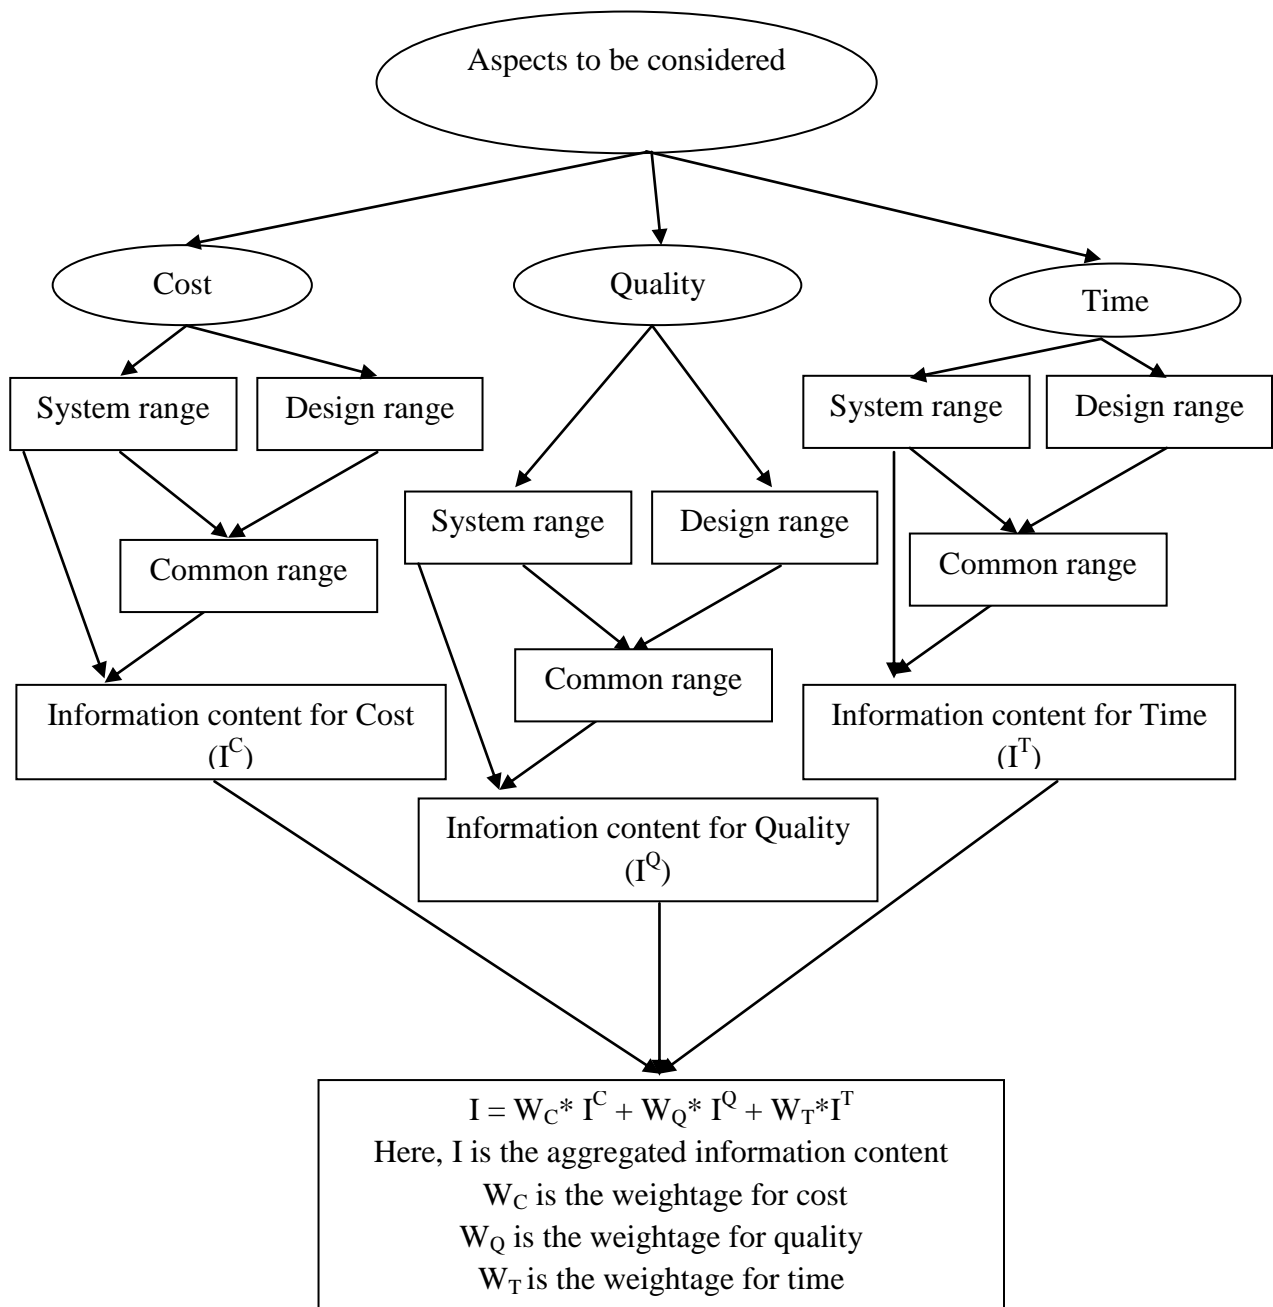 Aspects to be considered
Cost
Quality
Time
System range
Design range
System range
Design range
System range
Design range
Common range
Common range
Common range
Information content for Cost
(I^C)
Information content for Time
(I^T)
Information content for Quality
(I^Q)
I = W_C* I^C + W_Q* I^Q + W_T*I^T
Here, I is the aggregated information content
W_C is the weightage for cost
W_Q is the weightage for quality
W_T is the weightage for time